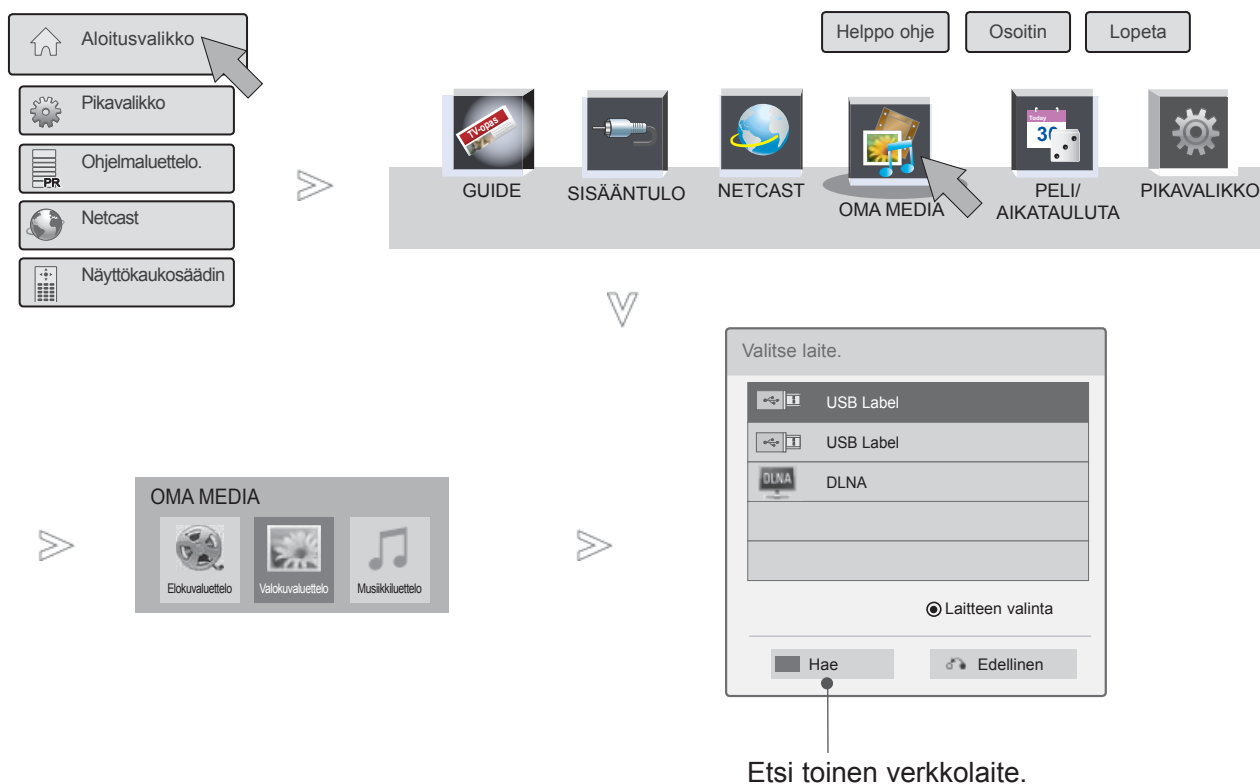 Aloitusvalikko
Pikavalikko
Ohjelmaluettelo.
PR
Netcast
Näyttökaukosäädin
Helppo ohje
Osoitin
Lopeta
TV-opas
Today
30
GUIDE
SISÄÄNTULO
NETCAST
OMA MEDIA
PELI/
AIKATAULUTA
PIKAVALIKKO
OMA MEDIA
Elokuvaluettelo
Valokuvaluettelo
Musiikkiluettelo
Valitse laite.
USB Label
USB Label
DLNA
DLNA
Laitteen valinta
Hae
Edellinen
Etsi toinen verkkolaite.